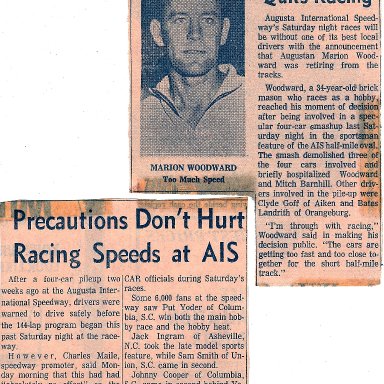 Quits Racing
Augusta International Speed-
way's Saturday night races will
be without one of its best local
drivers with the announcement
that Augustan Marion Wood-
ward was retiring from the
tracks.
Woodward, a 34-year-old brick
mason who races as a hobby,
reached his moment of decision
after being involved in a spec-
ular four-car smashup last Sat-
urday night in the sportsman
feature of the AIS half-mile oval.
The smash demolished three of
the four cars involved and
briefly hospitalized Woodward
and Mitch Barnhill. Other driv-
ers involved in the pile-up were
Clyde Goff of Aiken and Bates
Landrith of Orangeburg.
"I'm through with racing,"
Woodward said in making his
decision public. "The cars are
getting too fast and too close to-
gether for the short half-mile
track."
MARION WOODWARD
Too Much Speed
Precautions Don't Hurt
Racing Speeds at AIS
After a four-car pileup two
weeks ago at the Augusta Inter-
national Speedway, drivers were
warned to drive safely before
the 144-lap program began this
past Saturday night at the race-
way.
However, Charles Maile,
speedway promoter, said Mon-
day morning that this had had
CAR officials during Saturday's
races.
Some 6,000 fans at the speed-
way saw Put Yoder of Colum-
bia, S.C. win both the main hob-
by race and the hobby heat.
Jack Ingram of Asheville,
N.C. took the late model sports
feature, while Sam Smith of Un-
ion, S.C. came in second.
Johnny Cooper of Columbia,